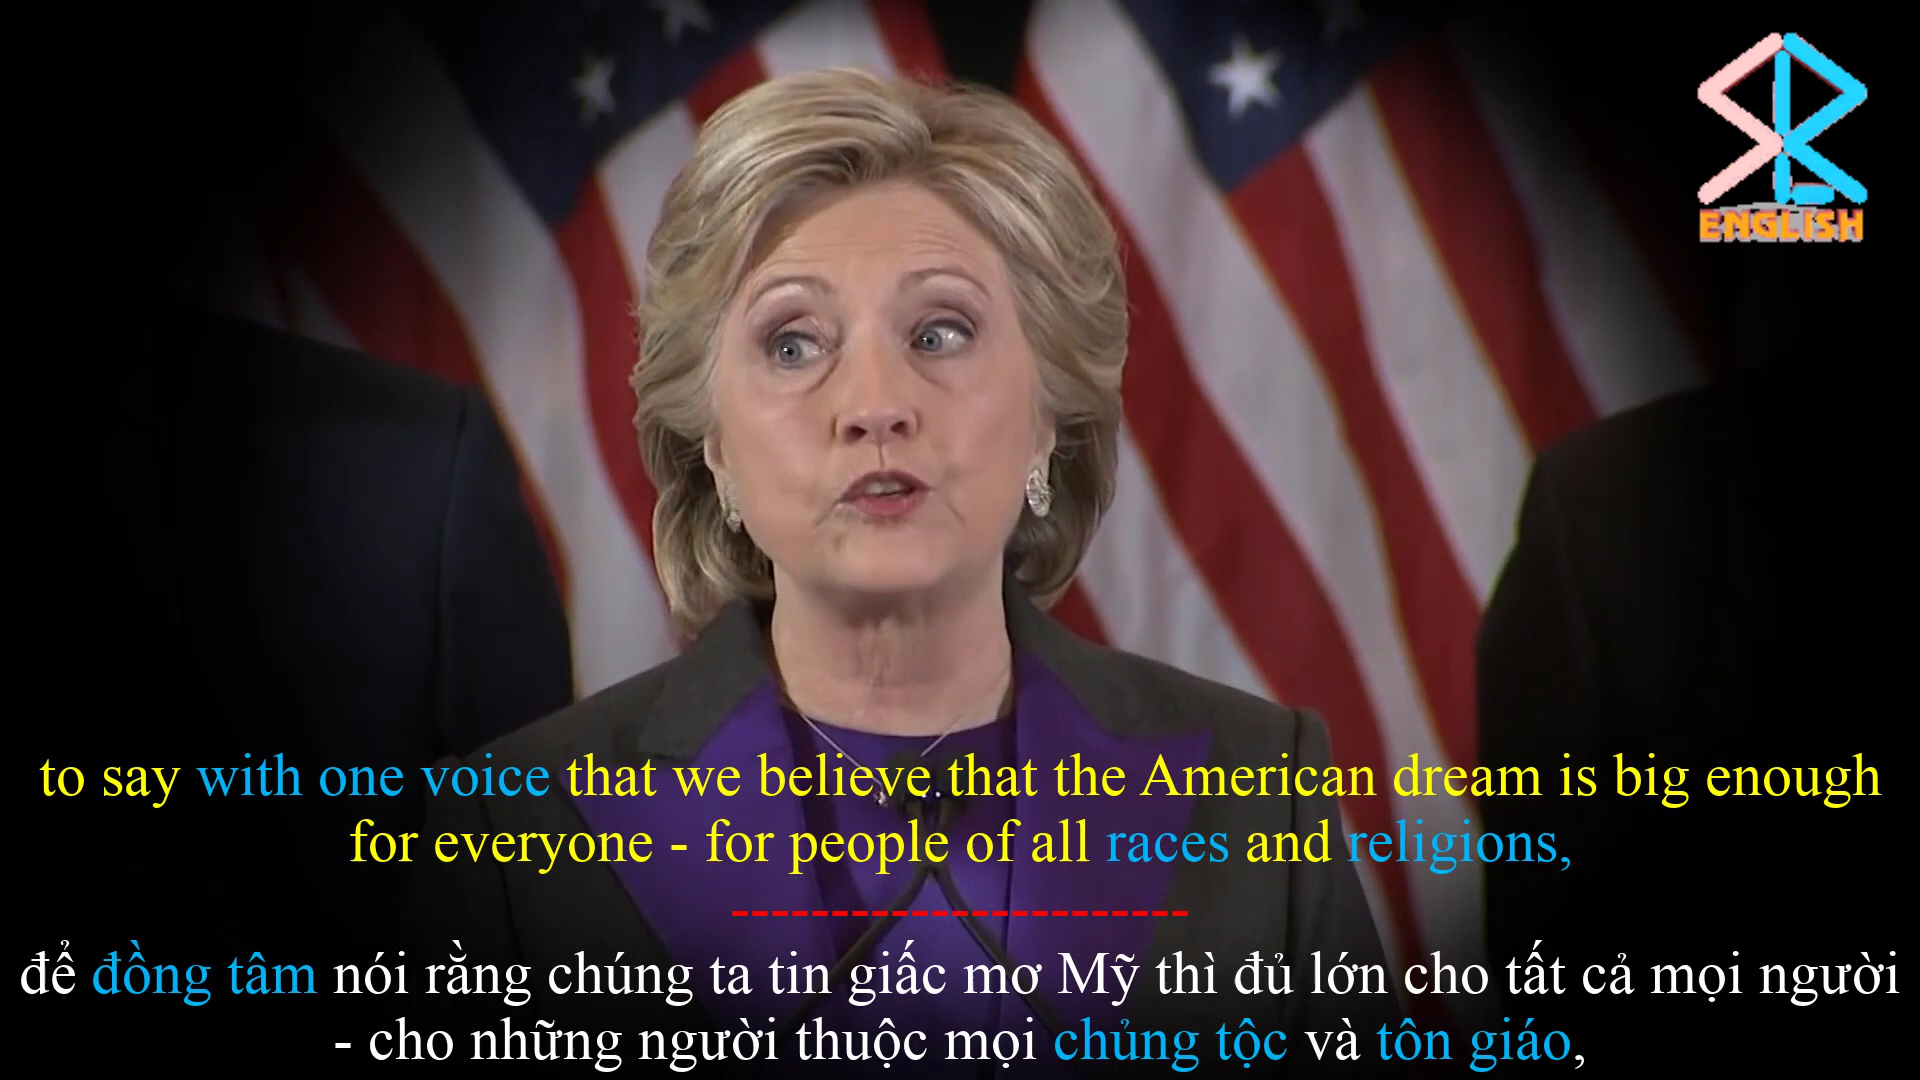 ENGLISH
to say with one voice that we believe that the American dream is big enough
for everyone - for people of all races and religions,
-----------------------
để đồng tâm nói rằng chúng ta tin giấc mơ Mỹ thì đủ lớn cho tất cả mọi người
- cho những người thuộc mọi chủng tộc và tôn giáo,